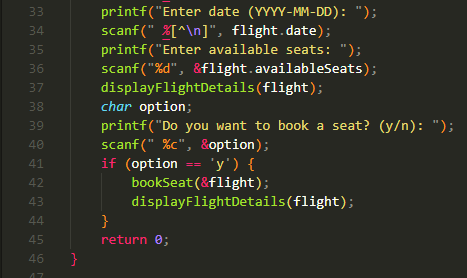 33 printf("Enter date (YYYY-MM-DD): ");
34 scanf(" %[^\n]", flight.date);
35 printf("Enter available seats: ");
36 scanf("%d", &flight.availableSeats);
37 displayFlightDetails(flight);
38 char option;
39 printf("Do you want to book a seat? (y/n): ");
40 scanf(" %c", &option);
41 if (option == 'y') {
42 bookSeat(&flight);
43 displayFlightDetails(flight);
44 }
45 return 0;
46 }
47